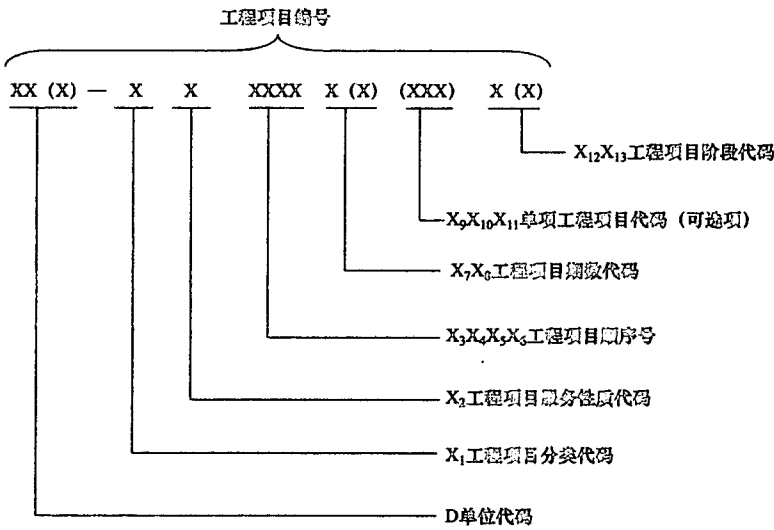 工程项目编号
XX (X) — X X XXXX X (X) (XXX) X (X)
X₁₂X₁₃工程项目阶段代码
X₉X₁₀X₁₁单项工程项目代码（可选项）
X₇X₈工程项目期数代码
X₃X₄X₅X₆工程项目顺序号
X₂工程项目服务性质代码
X₁工程项目分类代码
D单位代码